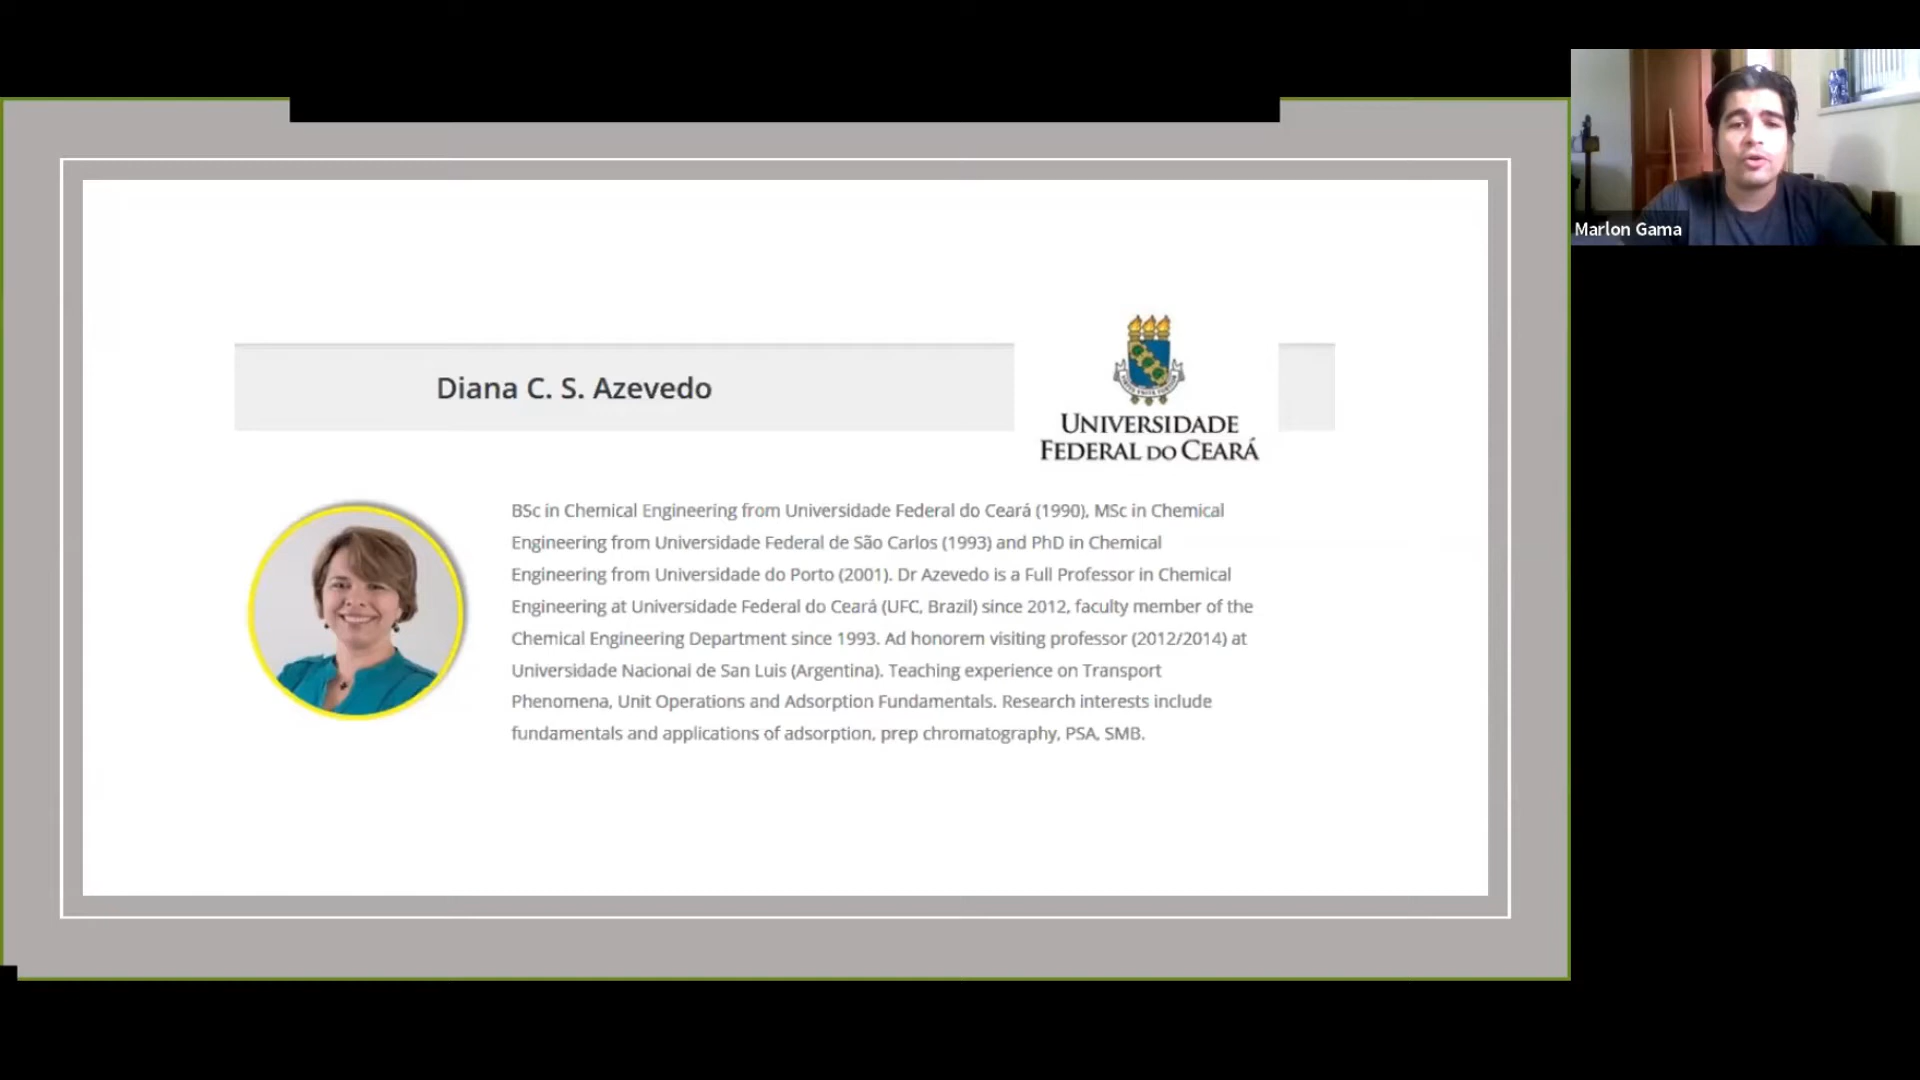 Marlon Gama
Diana C. S. Azevedo
UNIVERSIDADE
FEDERAL DO CEARÁ
BSc in Chemical Engineering from Universidade Federal do Ceará (1990), MSc in Chemical
Engineering from Universidade Federal de São Carlos (1993) and PhD in Chemical
Engineering from Universidade do Porto (2001). Dr Azevedo is a Full Professor in Chemical
Engineering at Universidade Federal do Ceará (UFC, Brazil) since 2012, faculty member of the
Chemical Engineering Department since 1993. Ad honorem visiting professor (2012/2014) at
Universidade Nacional de San Luis (Argentina). Teaching experience on Transport
Phenomena, Unit Operations and Adsorption Fundamentals. Research interests include
fundamentals and applications of adsorption, prep chromatography, PSA, SMB.